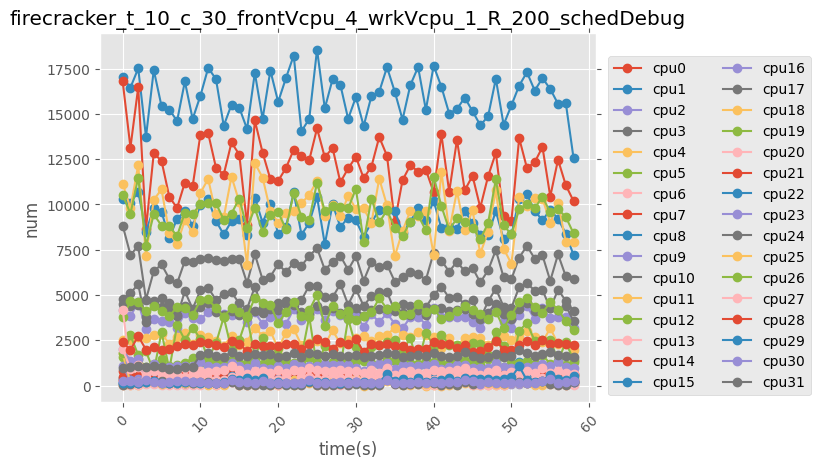 firecracker_t_10_c_30_frontVcpu_4_wrkVcpu_1_R_200_schedDebug
num
17500
15000
12500
10000
7500
5000
2500
0
0
10
20
30
40
50
60
time(s)
cpu0
cpu1
cpu2
cpu3
cpu4
cpu5
cpu6
cpu7
cpu8
cpu9
cpu10
cpu11
cpu12
cpu13
cpu14
cpu15
cpu16
cpu17
cpu18
cpu19
cpu20
cpu21
cpu22
cpu23
cpu24
cpu25
cpu26
cpu27
cpu28
cpu29
cpu30
cpu31